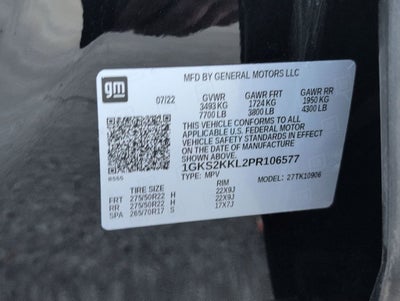 gm
MFD BY GENERAL MOTORS LLC
07/22 GVWR GAWR FRT GAWR RR
3493 KG 1724 KG 1950 KG
7700 LB 3800 LB 4300 LB
THIS VEHICLE CONFORMS TO ALL
APPLICABLE U.S. FEDERAL MOTOR
VEHICLE SAFETY AND BUMPER
STANDARDS IN EFFECT ON THE
DATE OF MANUFACTURE SHOWN ABOVE.
1GKS2KKL2PR106577
TYPE: MPV MODEL: 27TK10906
TIRE SIZE RIM
FRT 275/50R22 H 22X9J
RR 275/50R22 H 22X9J
SPA 265/70R17 S 17X7J